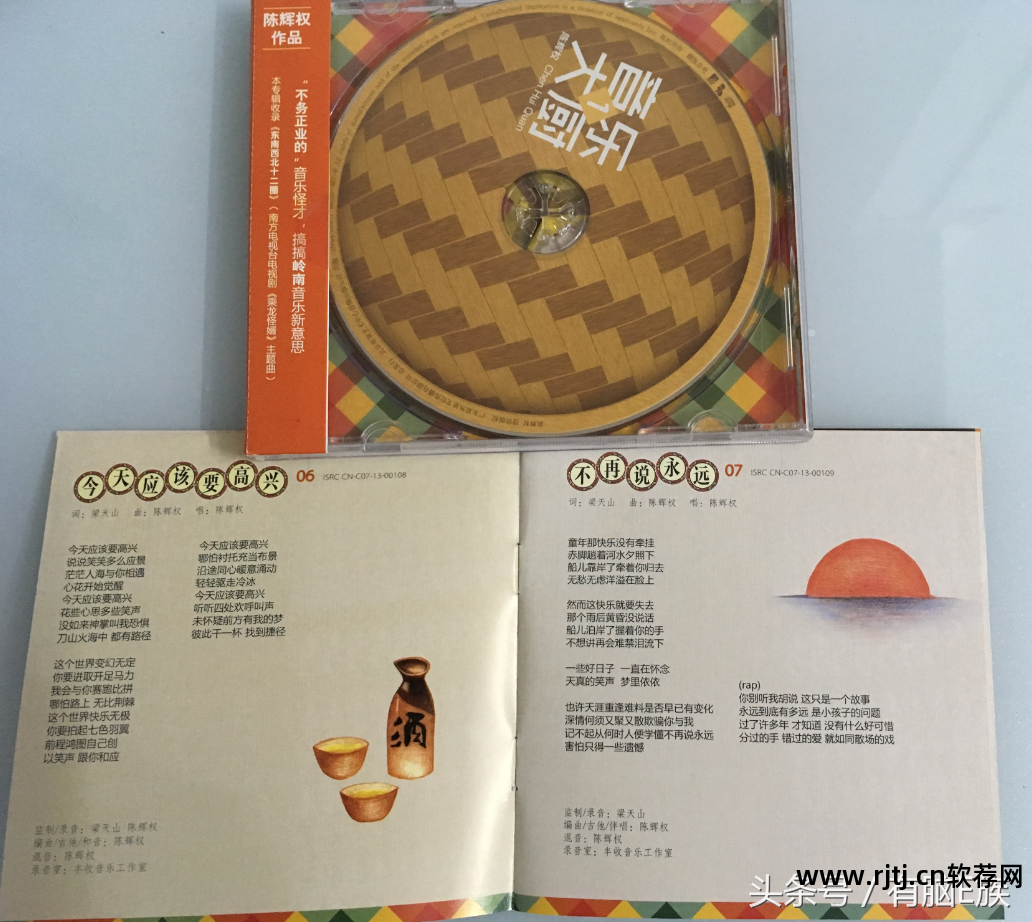 陈辉权
作品
“不务正业的”音乐怪才，搞搞岭南音乐新意思
本专辑收录《东南西北十二圈》（南方电视台电视剧《乘龙怪婿》主题曲）
音乐大厨
陈辉权 Chen Hui Quan
今天应该要高兴 06 ISRC CN-C07-13-00108
词：梁天山 曲：陈辉权 唱：陈辉权
今天应该要高兴
说说笑笑多么应景
茫茫人海与你相遇
心花开始觉醒
今天应该要高兴
花些心思多些笑声
没如来神掌叫我恐惧
刀山火海中 都有路径
这个世界变幻无定
你要进取开足马力
我会与你赛跑比拼
哪怕路上 无比荆棘
这个世界快乐无极
你要拍起七色羽翼
前程鸿图自己创
以笑声 跟你和应
今天应该要高兴
哪怕衬托充当布景
沿途同心暖意涌动
轻轻驱走冷冰
今天应该要高兴
听听四处欢呼叫声
未怀疑前方有我的梦
彼此干一杯 找到捷径
酒
监制/录音：梁天山 陈辉权
编曲/吉他/和音：陈辉权
混音：陈辉权
录音室：丰收音乐工作室
不再说永远 07 ISRC CN-C07-13-00109
词：梁天山 曲：陈辉权 唱：陈辉权
童年那快乐没有牵挂
赤脚趟着河水夕照下
船儿靠岸了牵着你归去
无愁无虑洋溢在脸上
然而这快乐就要失去
那个雨后黄昏没说话
船儿泊岸了握着你的手
不想讲再会难禁泪流下
一些好日子 一直在怀念
天真的笑声 梦里依依
也许天涯重逢难料是否早已有变化
深情何须又聚又散欺骗你与我
记不起从何时人便学懂不再说永远
害怕只得一些遗憾
(rap)
你别听我胡说 这只是一个故事
永远到底有多远 是小孩子的问题
过了许多年 才知道 没有什么好可惜
分过的手 错过的爱 就如同散场的戏
监制/录音：梁天山
编曲/吉他/伴唱：陈辉权
混音：陈辉权
录音室：丰收音乐工作室
www.rjtj.cn软荐网
头条号 / 有脑E族